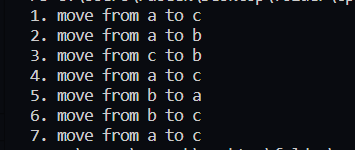 1. move from a to c
2. move from a to b
3. move from c to b
4. move from a to c
5. move from b to a
6. move from b to c
7. move from a to c